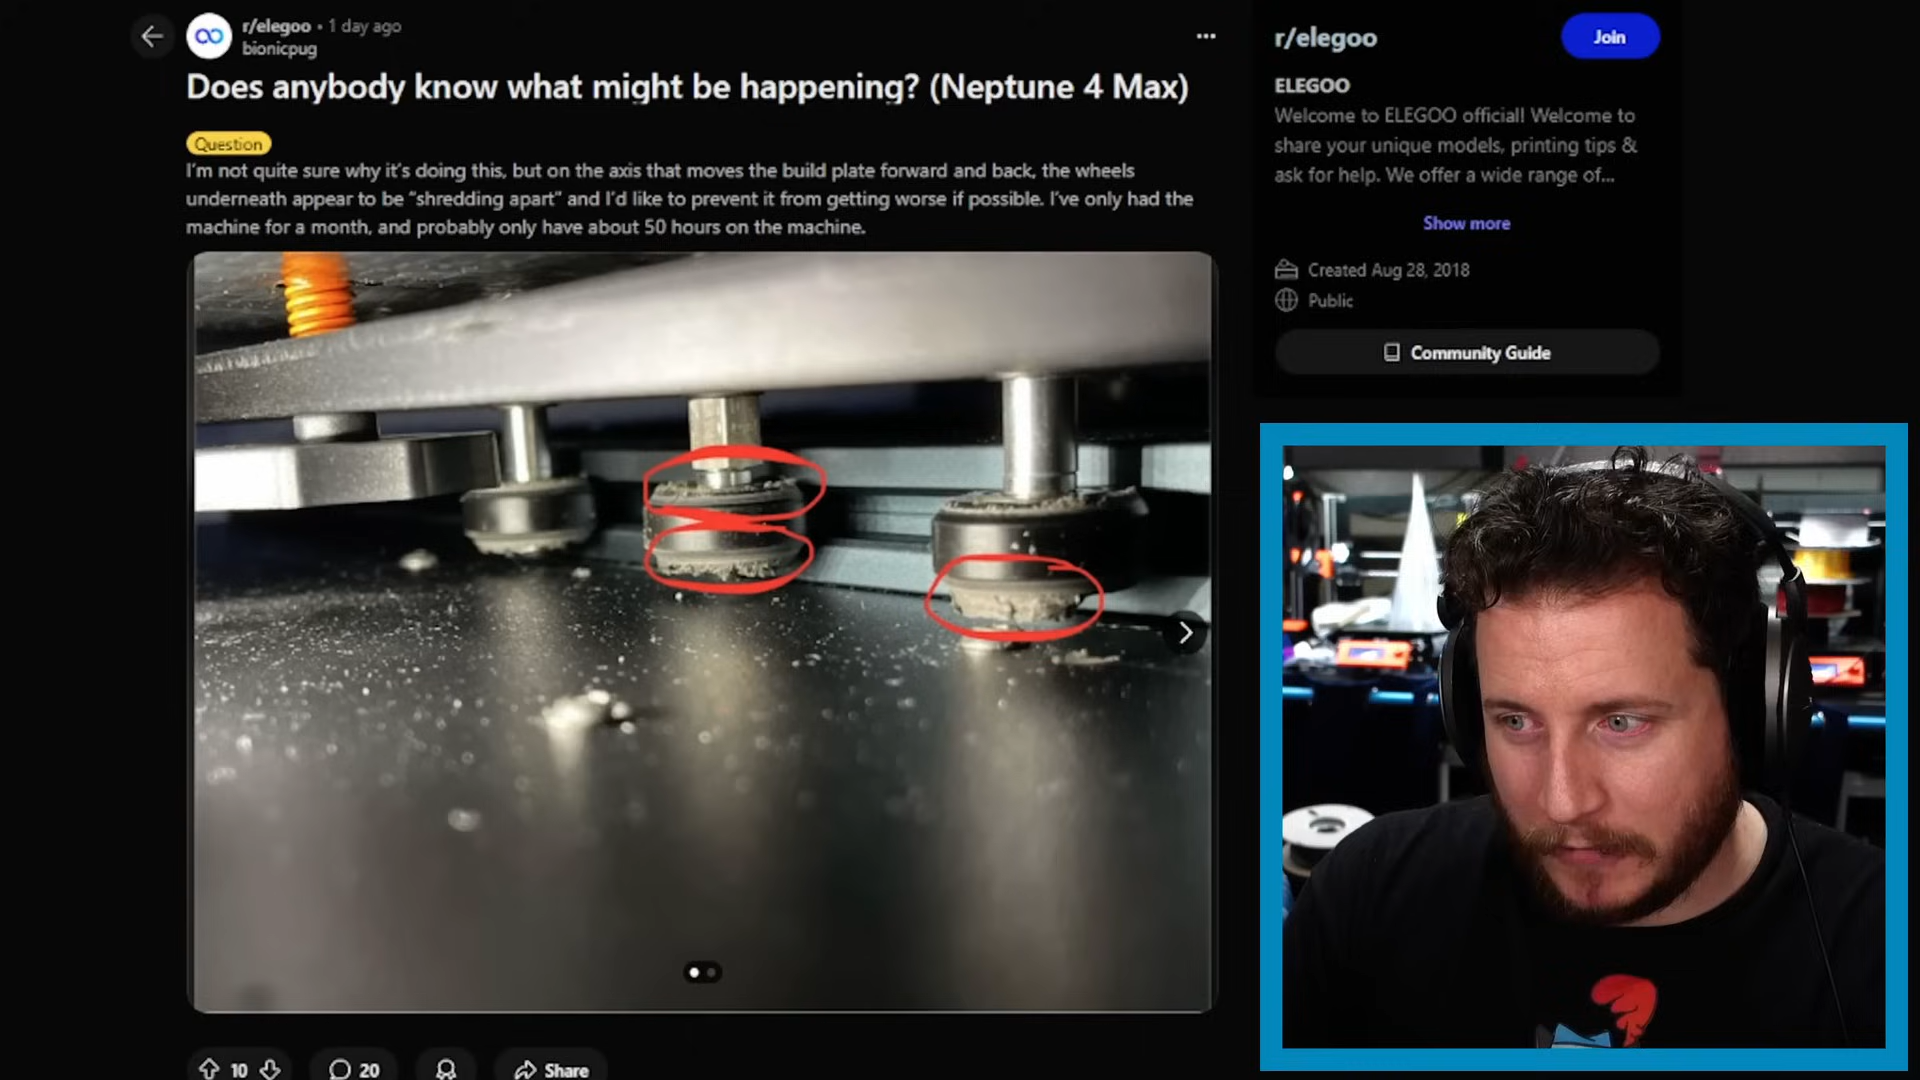 r/elegoo • 1 day ago
bionicpug
Does anybody know what might be happening? (Neptune 4 Max)
Question
I'm not quite sure why it's doing this, but on the axis that moves the build plate forward and back, the wheels
underneath appear to be “shredding apart” and I'd like to prevent it from getting worse if possible. I've only had the
machine for a month, and probably only have about 50 hours on the machine.
10
20
Share
r/elegoo
Join
ELEGOO
Welcome to ELEGOO official! Welcome to
share your unique models, printing tips &
ask for help. We offer a wide range of...
Show more
Created Aug 28, 2018
Public
Community Guide